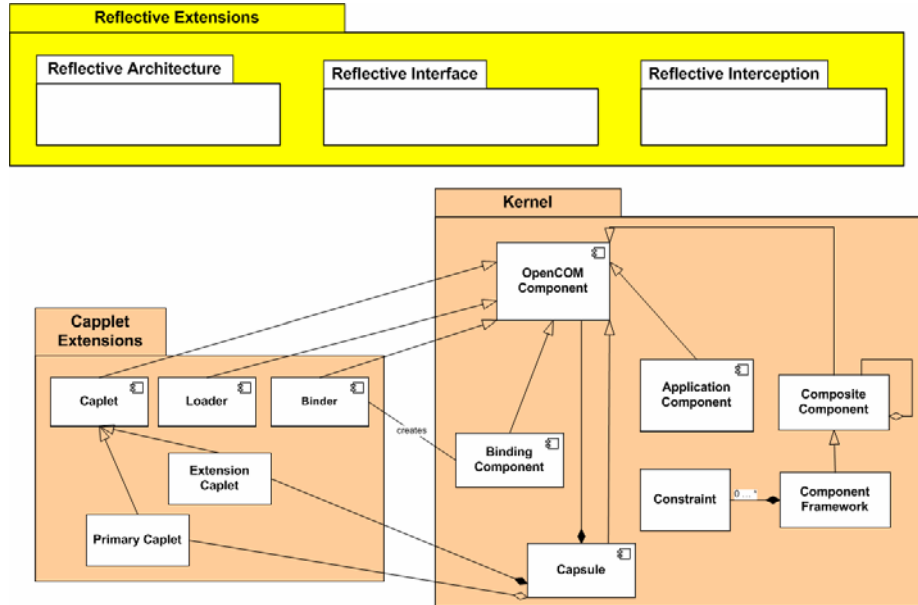 Reflective Extensions
Reflective Architecture
Reflective Interface
Reflective Interception
Kernel
OpenCOM
Component
Capplet
Extensions
Caplet
Loader
Binder
Application
Component
Composite
Component
creates
Binding
Component
Extension
Caplet
Constraint
0 ... *
Component
Framework
Primary Caplet
Capsule